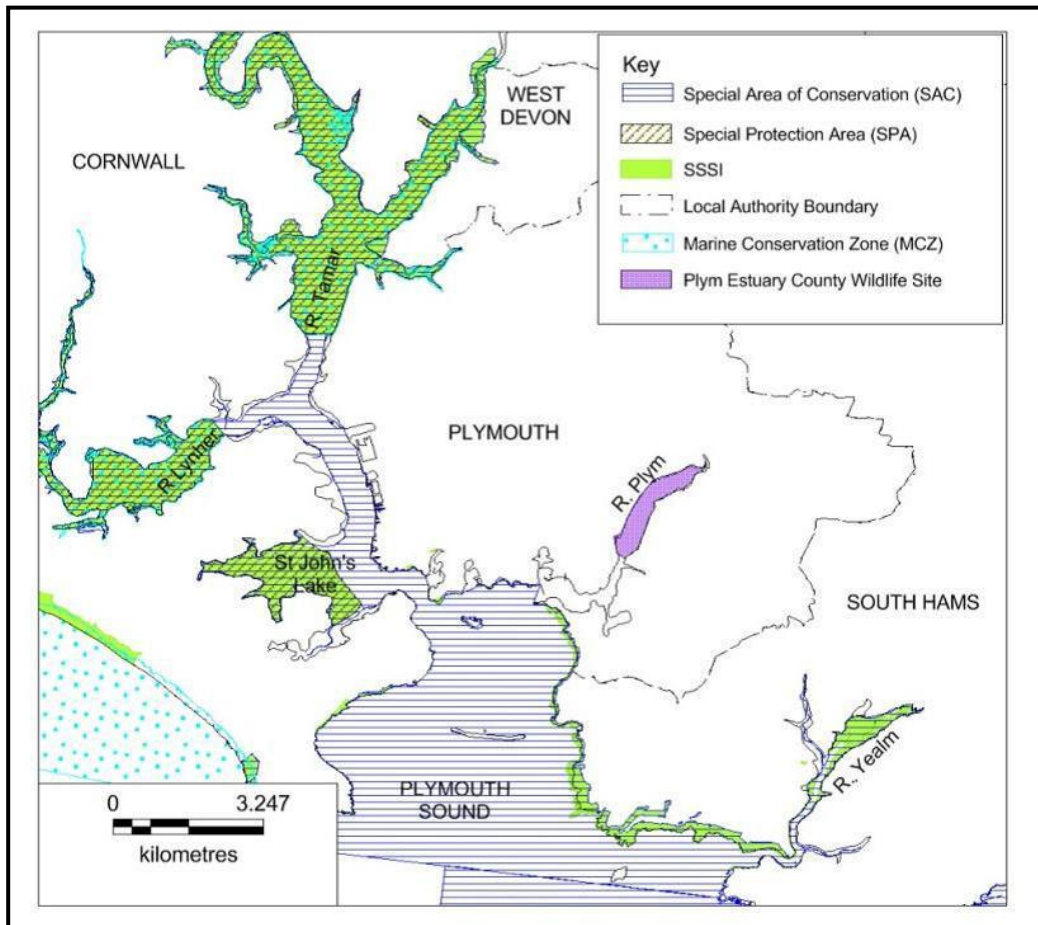 Key
Special Area of Conservation (SAC)
Special Protection Area (SPA)
SSSI
Local Authority Boundary
Marine Conservation Zone (MCZ)
Plym Estuary County Wildlife Site
WEST
DEVON
CORNWALL
R. Tamar
PLYMOUTH
R Lynher
R. Plym
St John's
Lake
SOUTH HAMS
R.. Yealm
PLYMOUTH
SOUND
0 3.247
kilometres